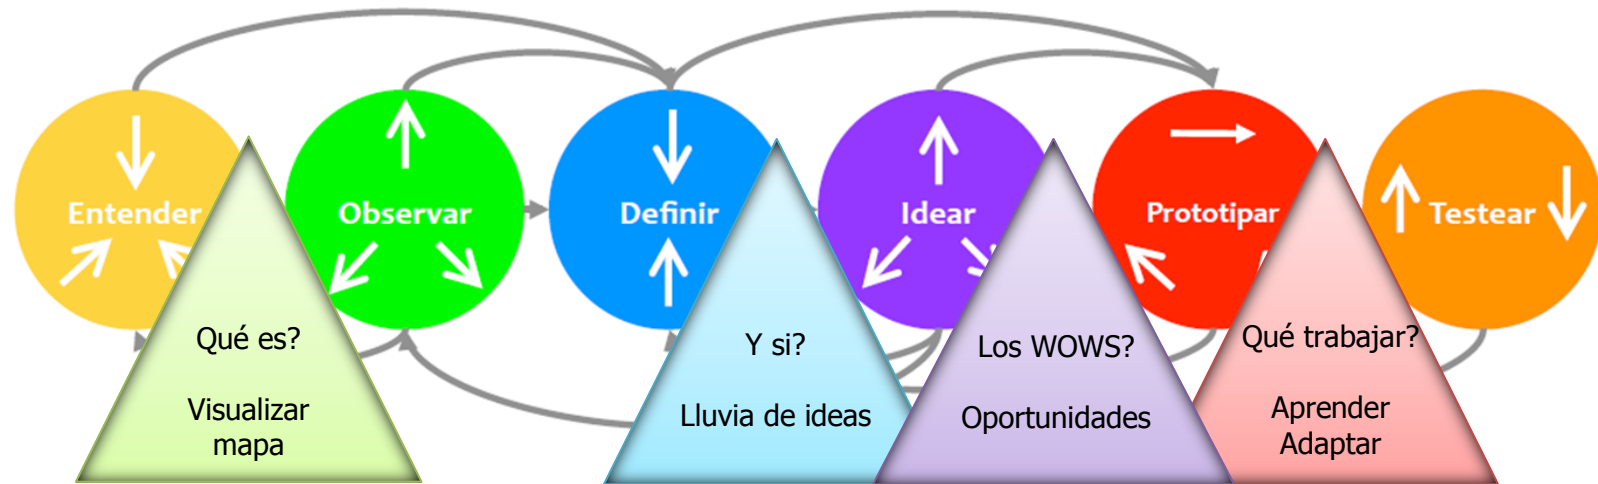 Entender
Observar
Definir
Idear
Prototipar
Testear
Qué es?
Visualizar
mapa
Y si?
Lluvia de ideas
Los WOWS?
Oportunidades
Qué trabajar?
Aprender
Adaptar